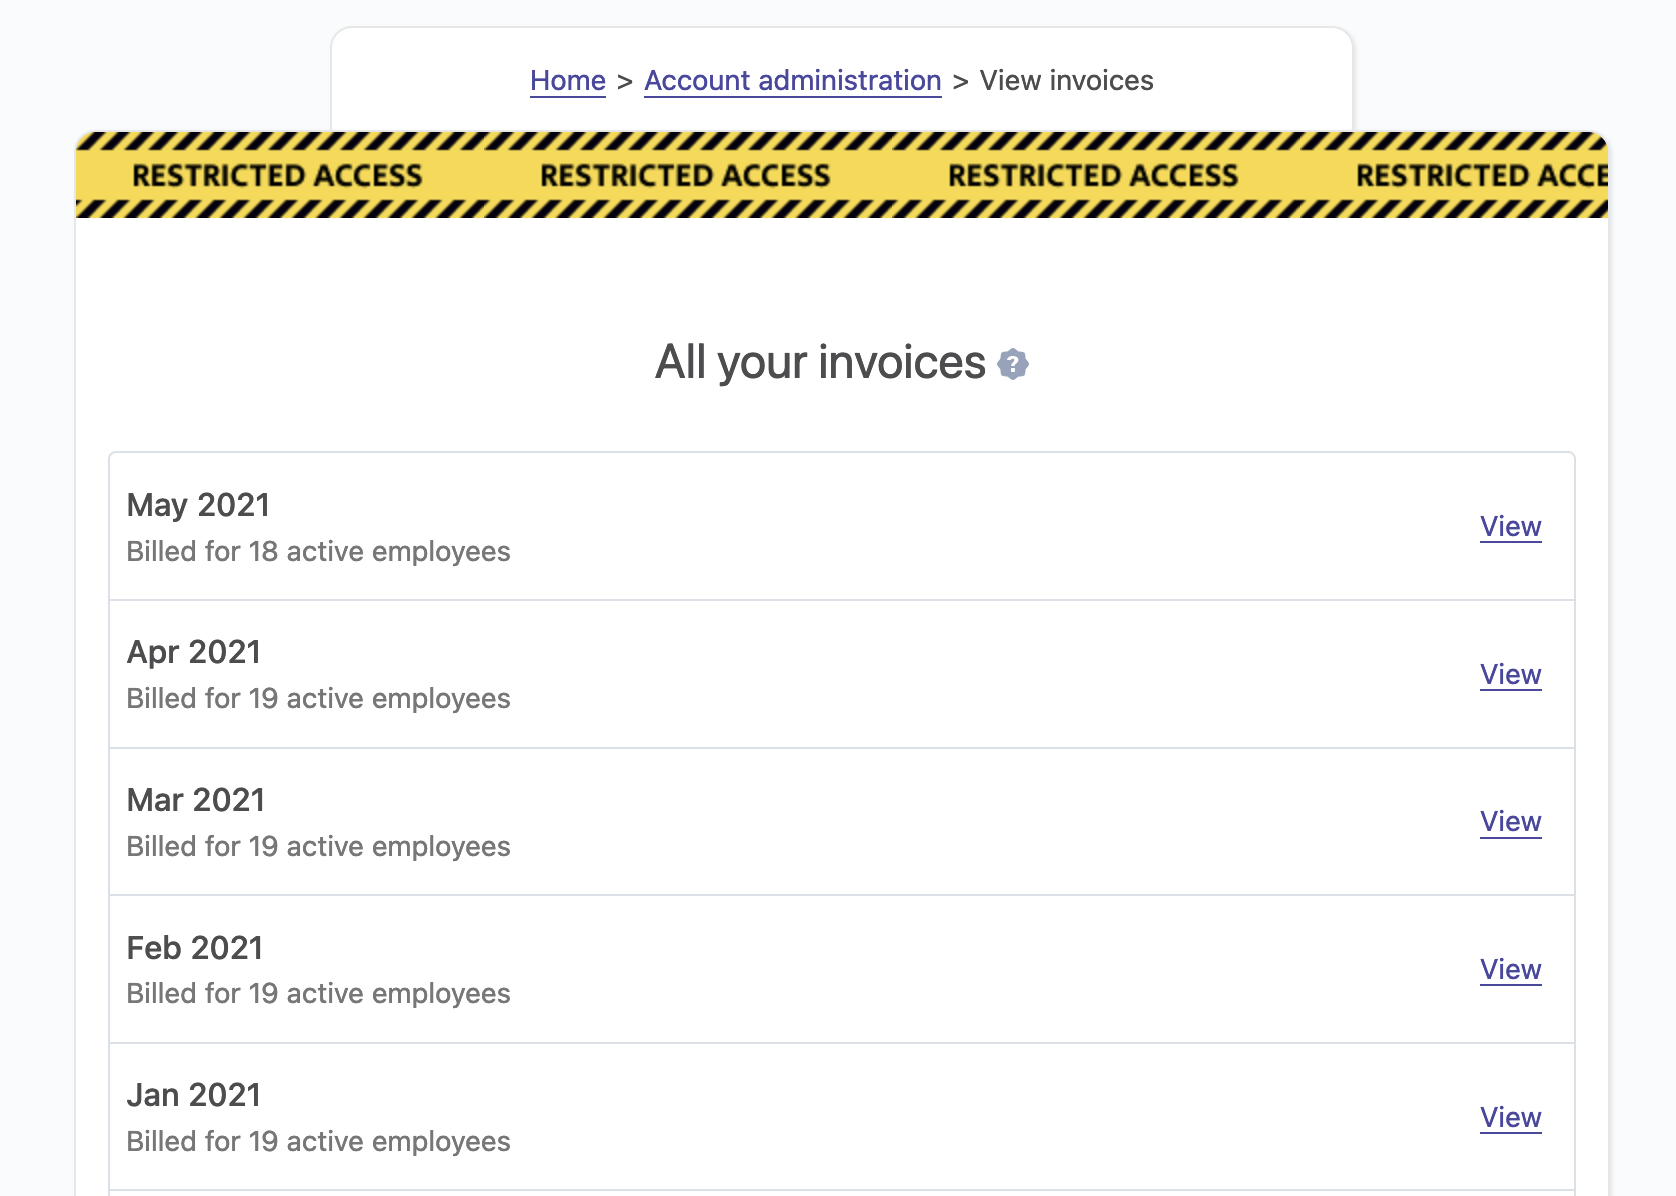 Home > Account administration > View invoices
RESTRICTED ACCESS RESTRICTED ACCESS RESTRICTED ACCESS RESTRICTED ACCE
All your invoices ?
May 2021
Billed for 18 active employees
View
Apr 2021
Billed for 19 active employees
View
Mar 2021
Billed for 19 active employees
View
Feb 2021
Billed for 19 active employees
View
Jan 2021
Billed for 19 active employees
View